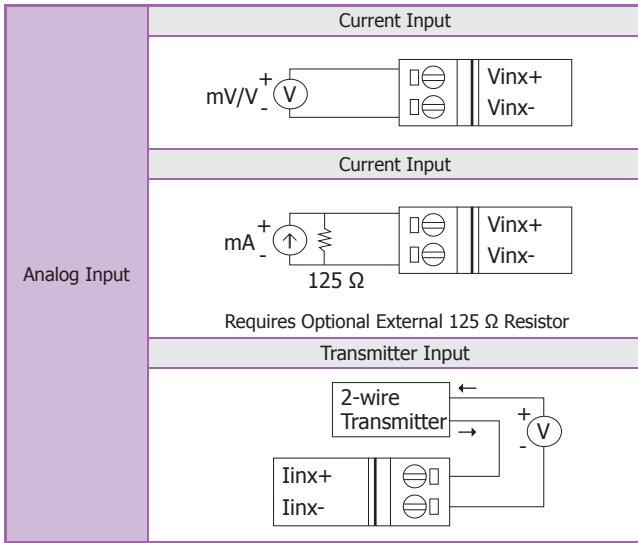 Analog Input
Current Input
mV/V
+
-
V
Vinx+
Vinx-
Current Input
mA
+
-
125 Ω
Vinx+
Vinx-
Requires Optional External 125 Ω Resistor
Transmitter Input
2-wire
Transmitter
+
-
V
Iinx+
Iinx-